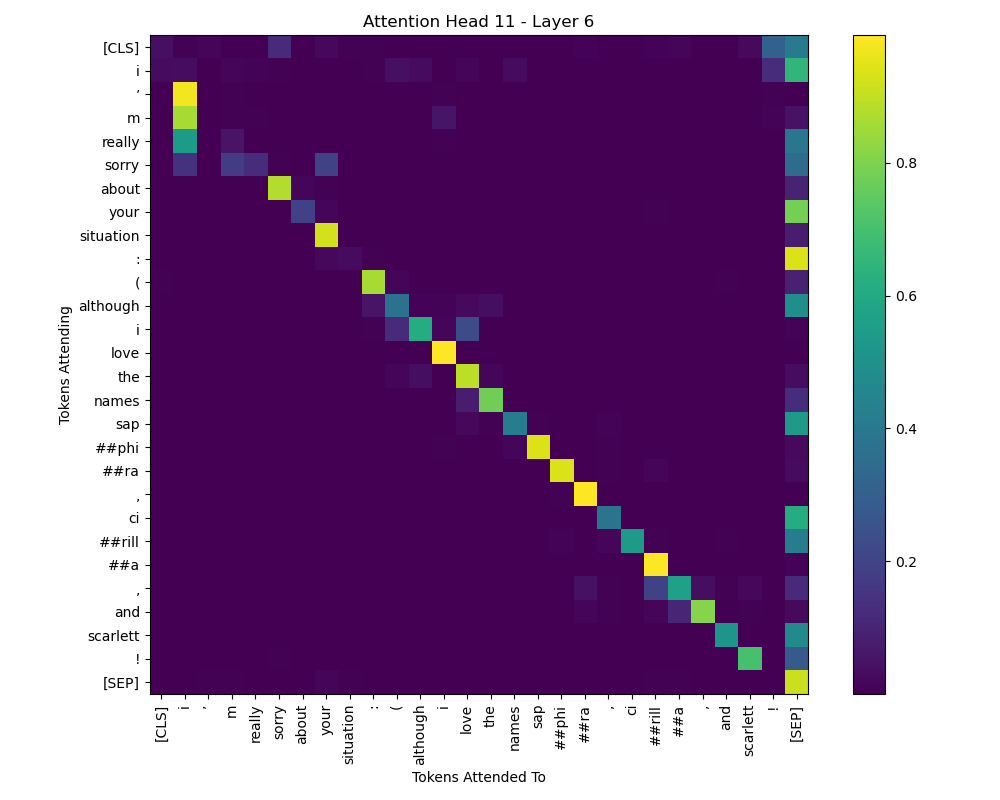 Attention Head 11 - Layer 6
Tokens Attending
[CLS]
i
’
m
really
sorry
about
your
situation
:
(
although
i
love
the
names
sap
##phi
##ra
,
ci
##rill
##a
,
and
scarlett
!
[SEP]
[CLS]
i
’
m
really
sorry
about
your
situation
:
(
although
i
love
the
names
sap
##phi
##ra
,
ci
##rill
##a
,
and
scarlett
!
[SEP]
Tokens Attended To
0.8
0.6
0.4
0.2